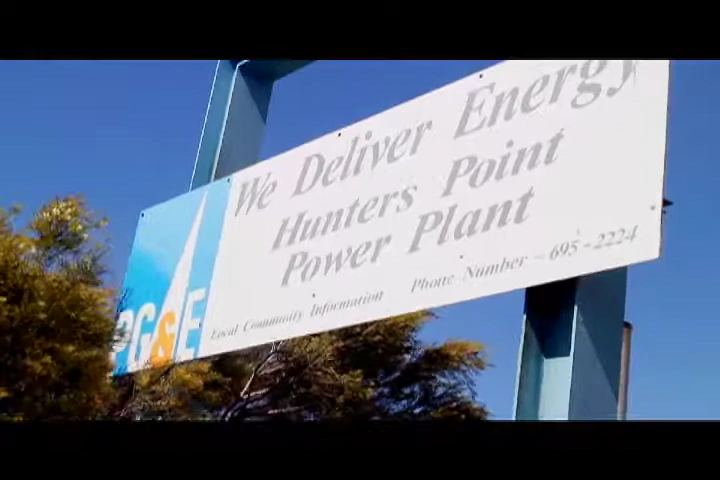 We Deliver Energy
Hunters Point
Power Plant
Local Community Information Phone Number - 695-2224
PG&E